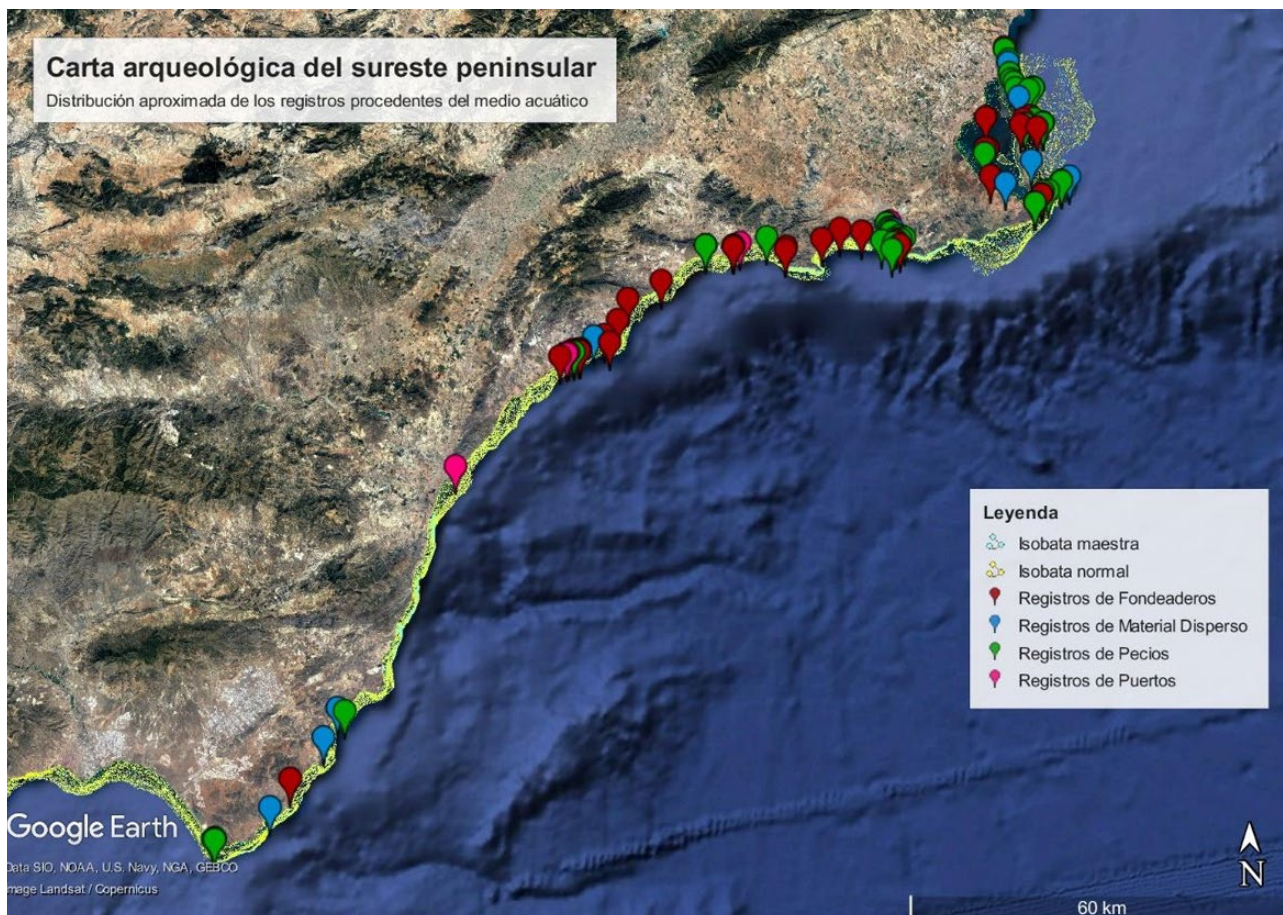 Carta arqueológica del sureste peninsular
Distribución aproximada de los registros procedentes del medio acuático
Leyenda
Isobata maestra
Isobata normal
Registros de Fondeaderos
Registros de Material Disperso
Registros de Pecios
Registros de Puertos
Google Earth
Data SIO, NOAA, U.S. Navy, NGA, GEBCO
Image Landsat / Copernicus
N
60 km